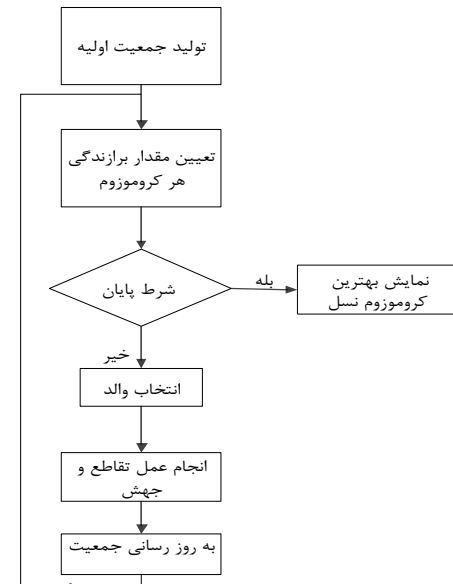 تولید جمعیت اولیه
تعیین مقدار برازندگی
هر کروموزوم
شرط پایان
بله
نمایش بهترین
کروموزوم نسل
خیر
انتخاب والد
انجام عمل تقاطع و
جهش
به روز رسانی جمعیت